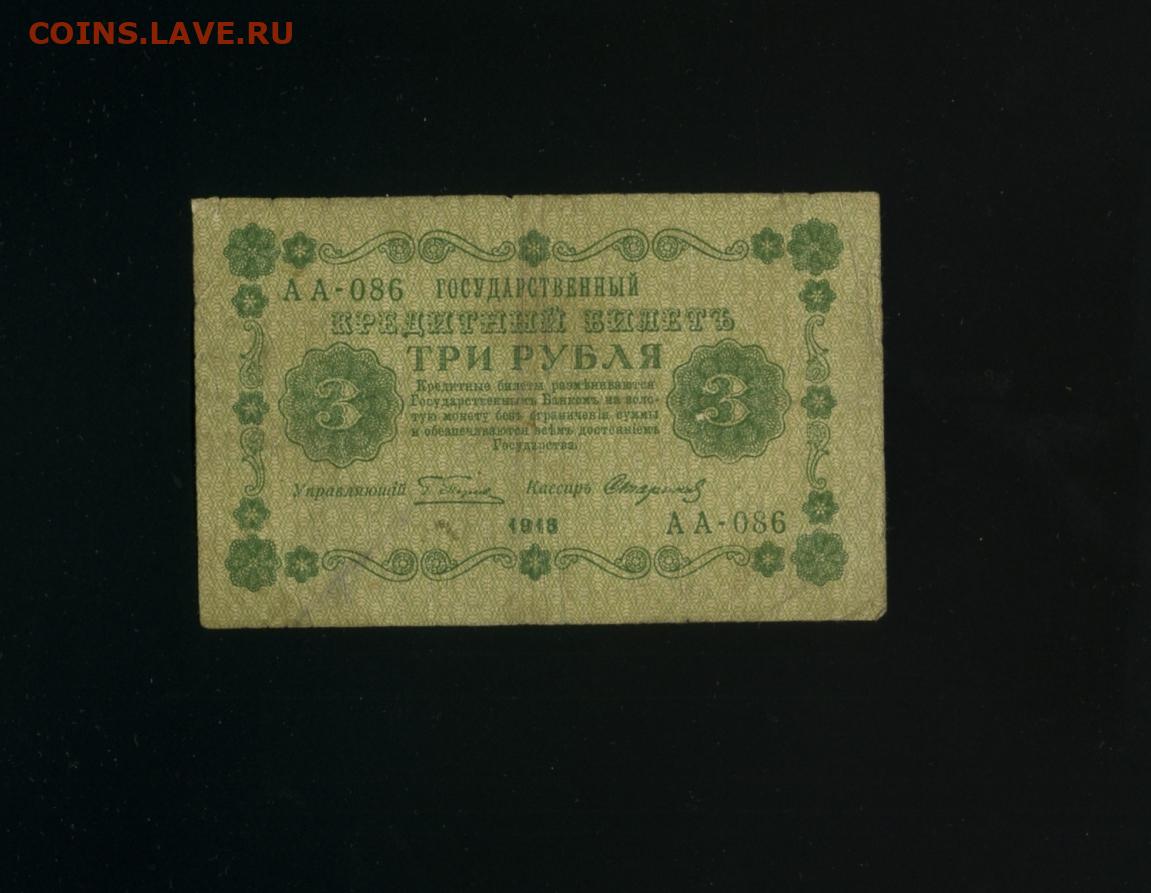 COINS.LAVE.RU
АА-086 ГОСУДАРСТВЕННЫЙ
КРЕДИТНЫЙ БИЛЕТЪ
ТРИ РУБЛЯ
3 3
Кредитные билеты размѣниваются
Государственнымъ Банкомъ на золо-
тую монету безъ ограниченія суммы
и обезпечиваются всѣмъ достояніемъ
Государства.
Управляющій Кассиръ
1918 АА-086